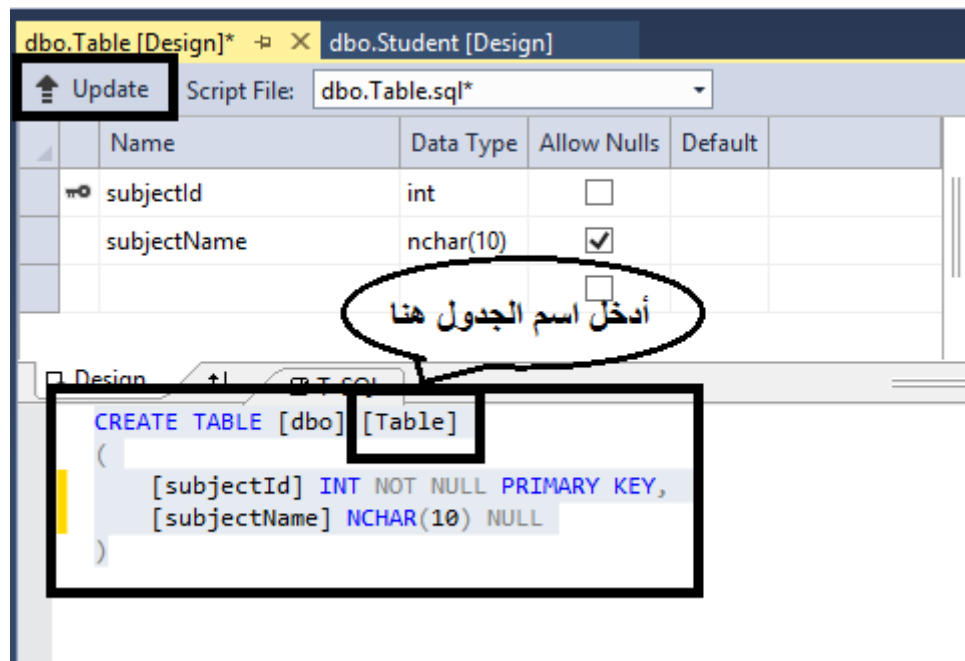 dbo.Table [Design]* dbo.Student [Design]
Update Script File: dbo.Table.sql*
Name Data Type Allow Nulls Default
subjectId int
subjectName nchar(10)
أدخل اسم الجدول هنا
Design T-SQL
CREATE TABLE [dbo] [Table]
(
[subjectId] INT NOT NULL PRIMARY KEY,
[subjectName] NCHAR(10) NULL
)